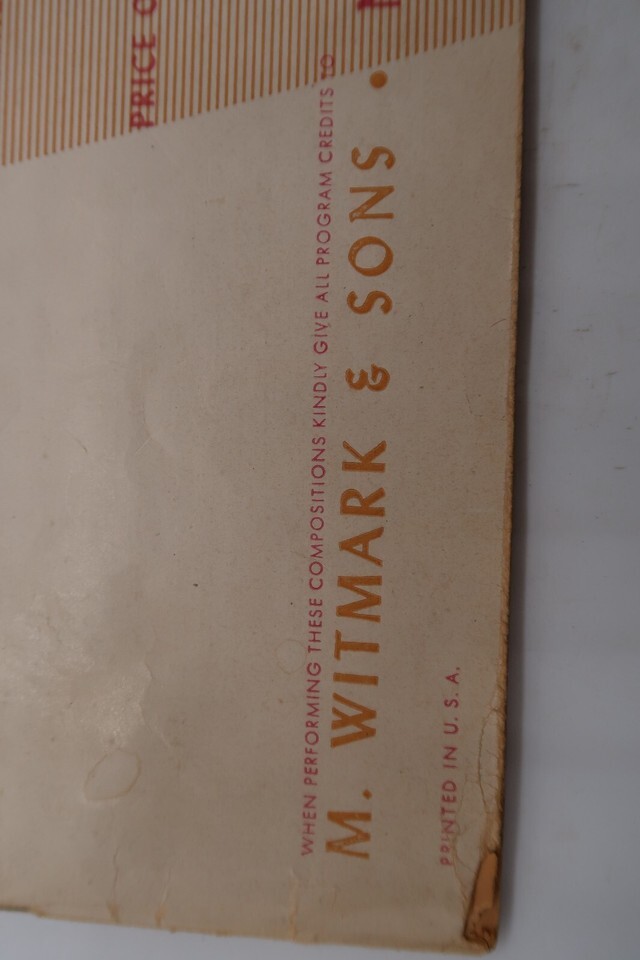 PRICE
WHEN PERFORMING THESE COMPOSITIONS KINDLY GIVE ALL PROGRAM CREDITS TO
M. WITMARK & SONS •
PRINTED IN U. S. A.